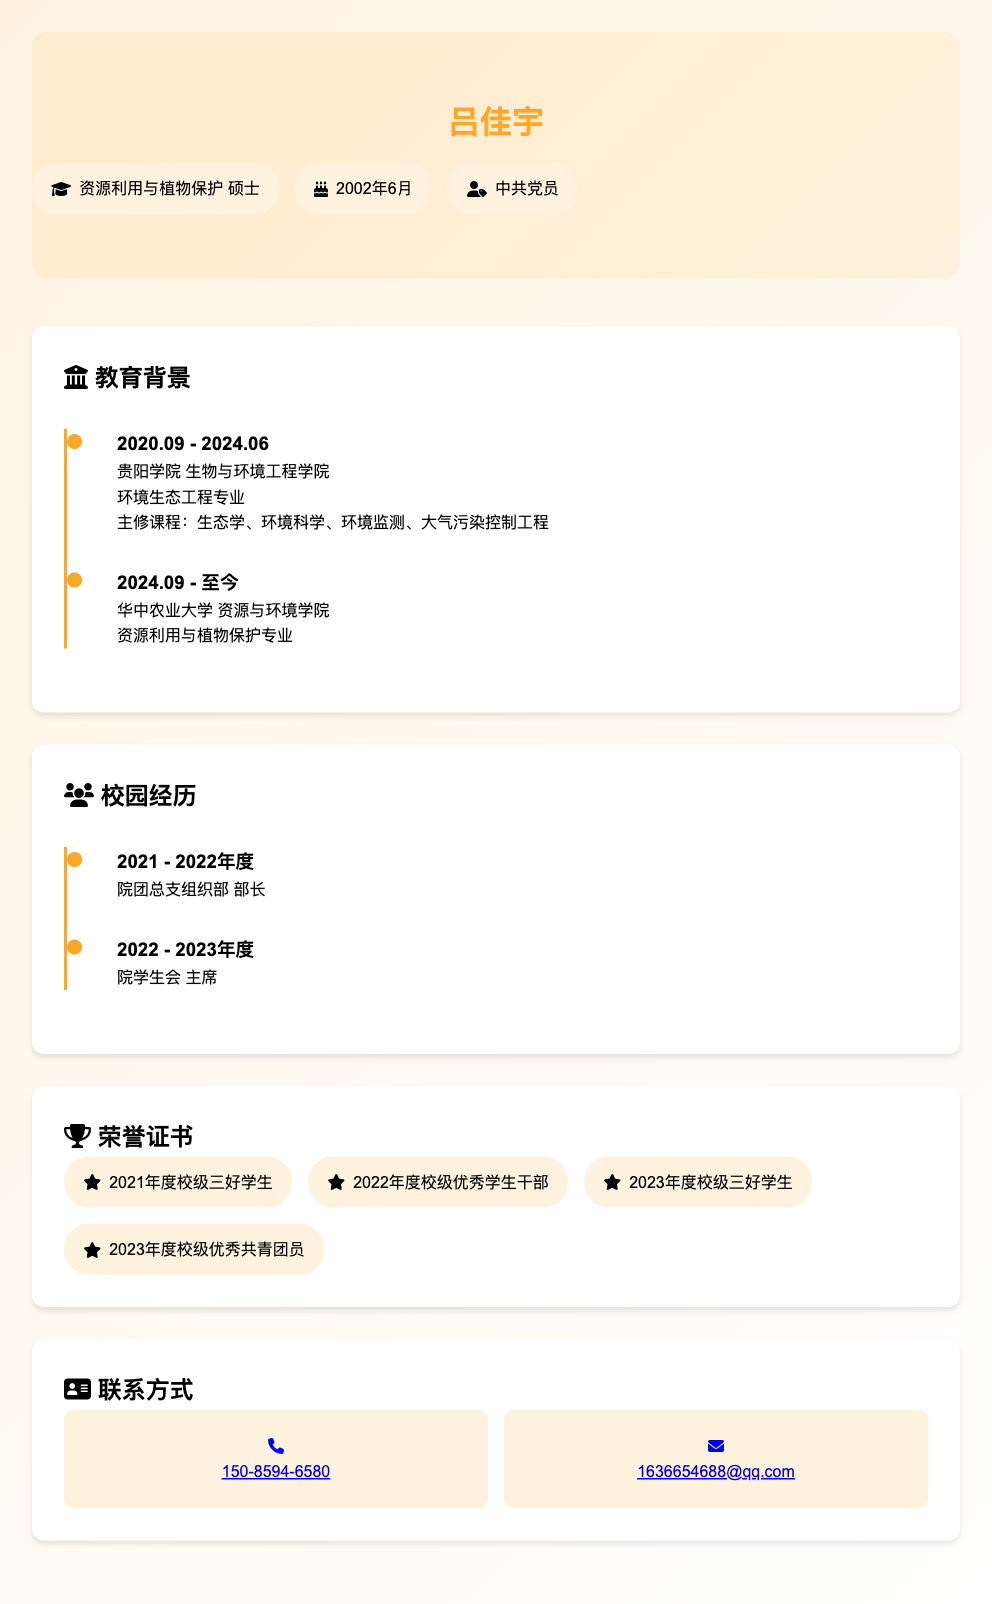 吕佳宇
资源利用与植物保护 硕士
2002年6月
中共党员
教育背景
2020.09 - 2024.06
贵阳学院 生物与环境工程学院
环境生态工程专业
主修课程：生态学、环境科学、环境监测、大气污染控制工程
2024.09 - 至今
华中农业大学 资源与环境学院
资源利用与植物保护专业
校园经历
2021 - 2022年度
院团总支组织部 部长
2022 - 2023年度
院学生会 主席
荣誉证书
2021年度校级三好学生
2022年度校级优秀学生干部
2023年度校级三好学生
2023年度校级优秀共青团员
联系方式
150-8594-6580
1636654688@qq.com